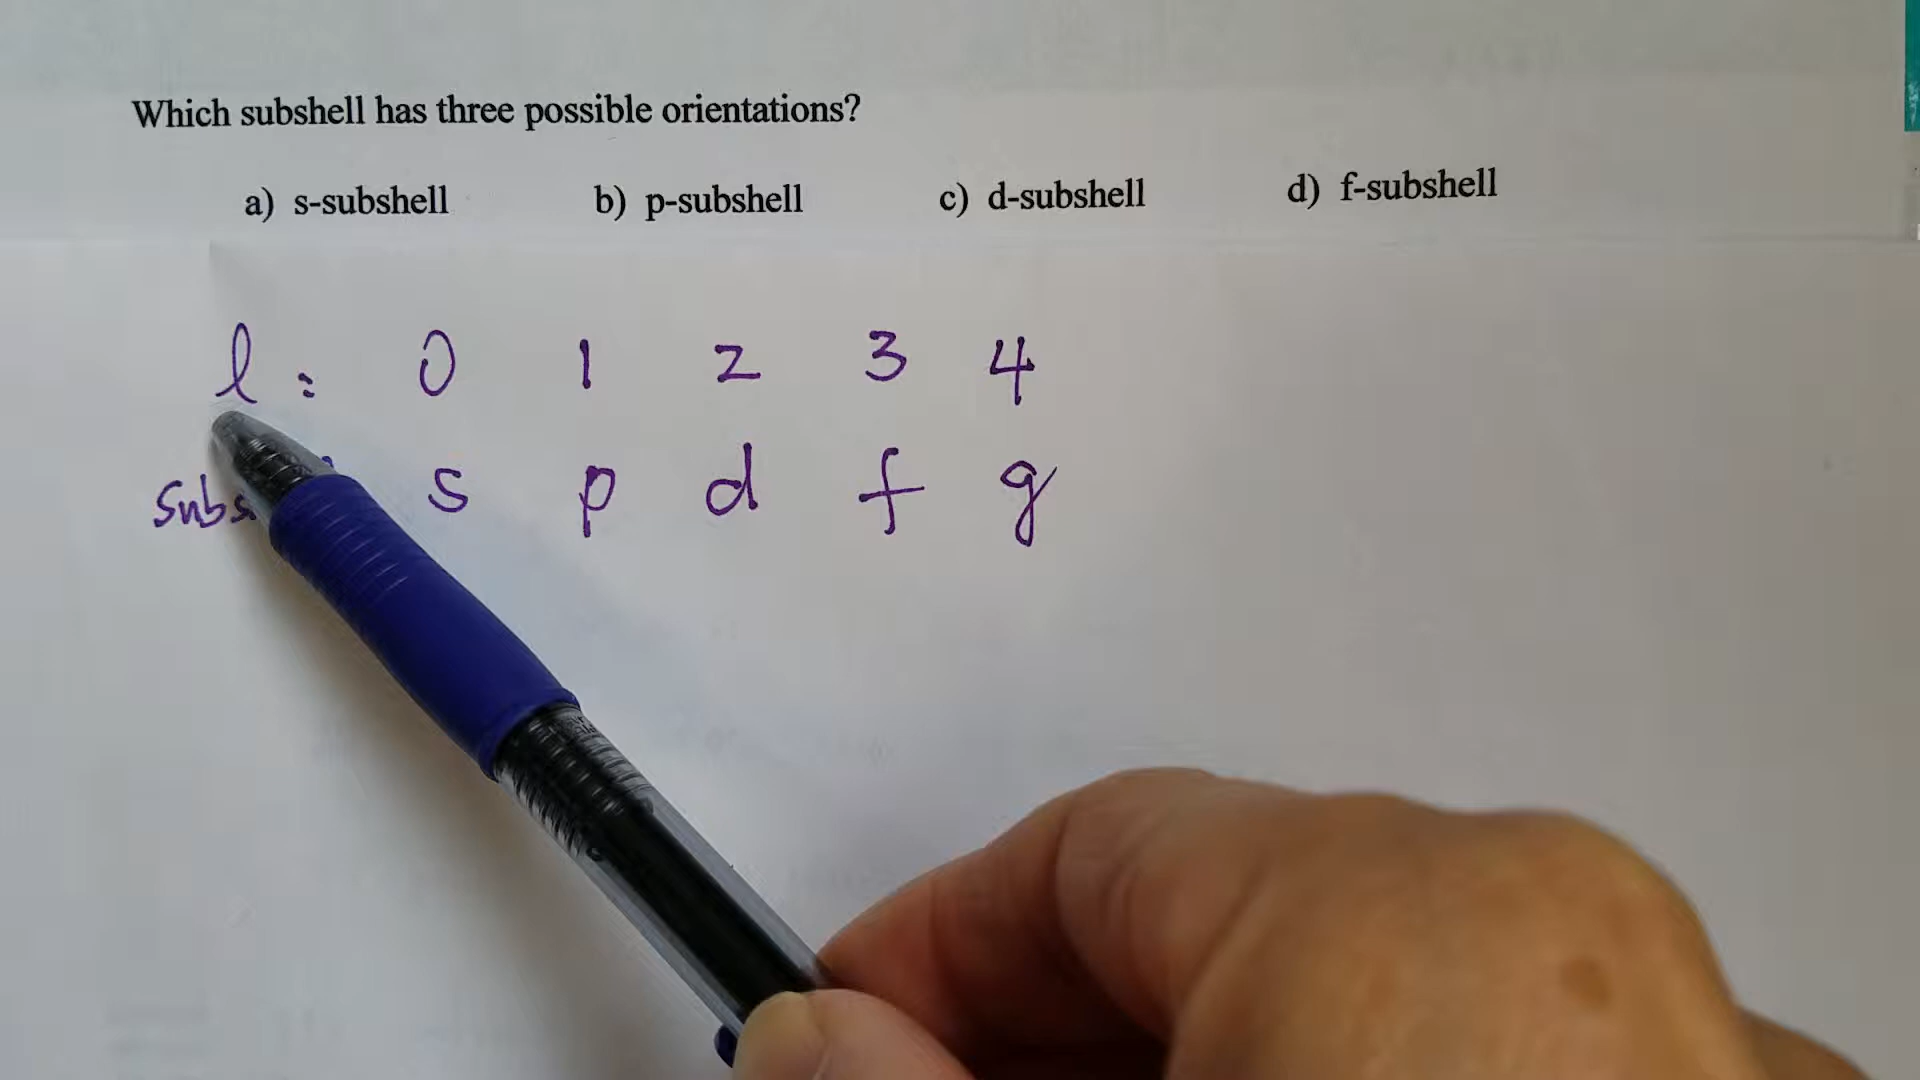 Which subshell has three possible orientations?
a) s-subshell b) p-subshell c) d-subshell d) f-subshell
l : 0 1 2 3 4
s p d f g